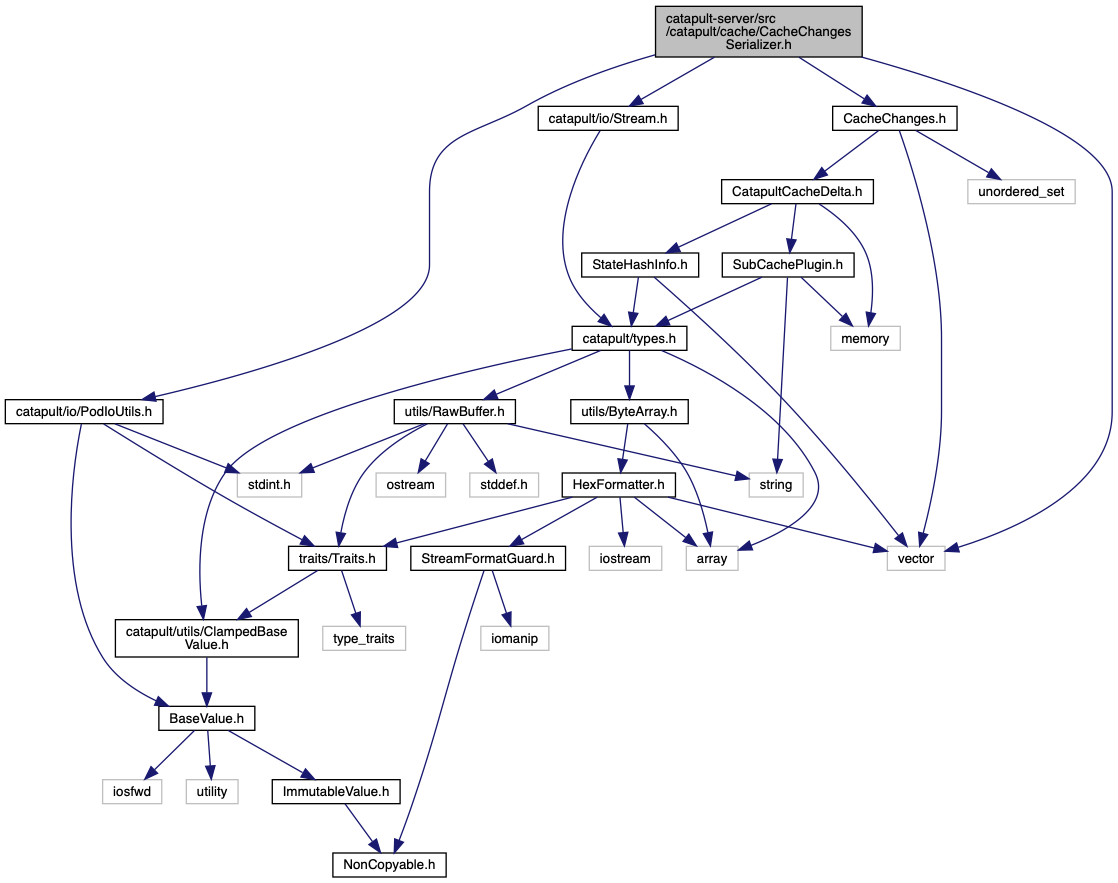 catapult-server/src
/catapult/cache/CacheChanges
Serializer.h
catapult/io/Stream.h
CacheChanges.h
CatapultCacheDelta.h
unordered_set
StateHashInfo.h
SubCachePlugin.h
catapult/types.h
memory
catapult/io/PodIoUtils.h
utils/RawBuffer.h
utils/ByteArray.h
stdint.h
ostream
stddef.h
HexFormatter.h
string
traits/Traits.h
StreamFormatGuard.h
iostream
array
vector
catapult/utils/ClampedBase
Value.h
type_traits
iomanip
BaseValue.h
iosfwd
utility
ImmutableValue.h
NonCopyable.h